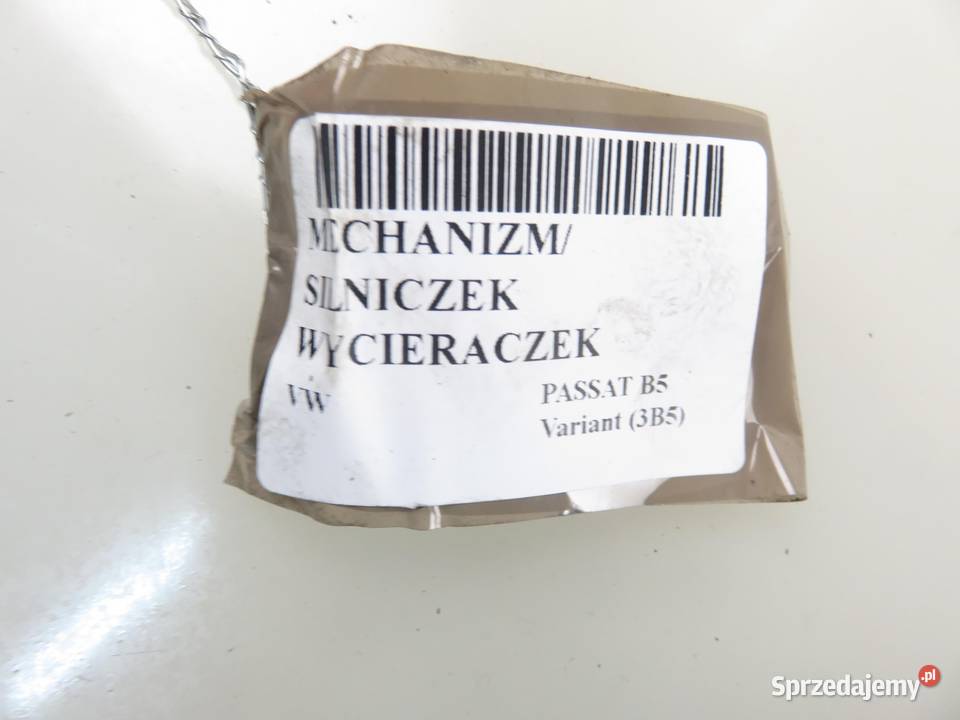 MECHANIZM/
SILNICZEK
WYCIERACZEK
VW
PASSAT B5
Variant (3B5)
Sprzedajemy.pl